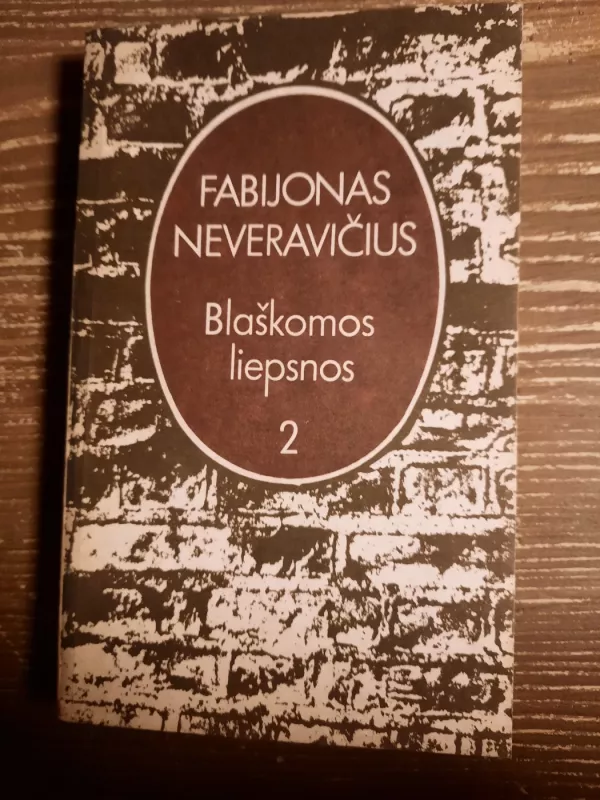 FABIJONAS
NEVERAVIČIUS
Blaškomos
liepsnos
2